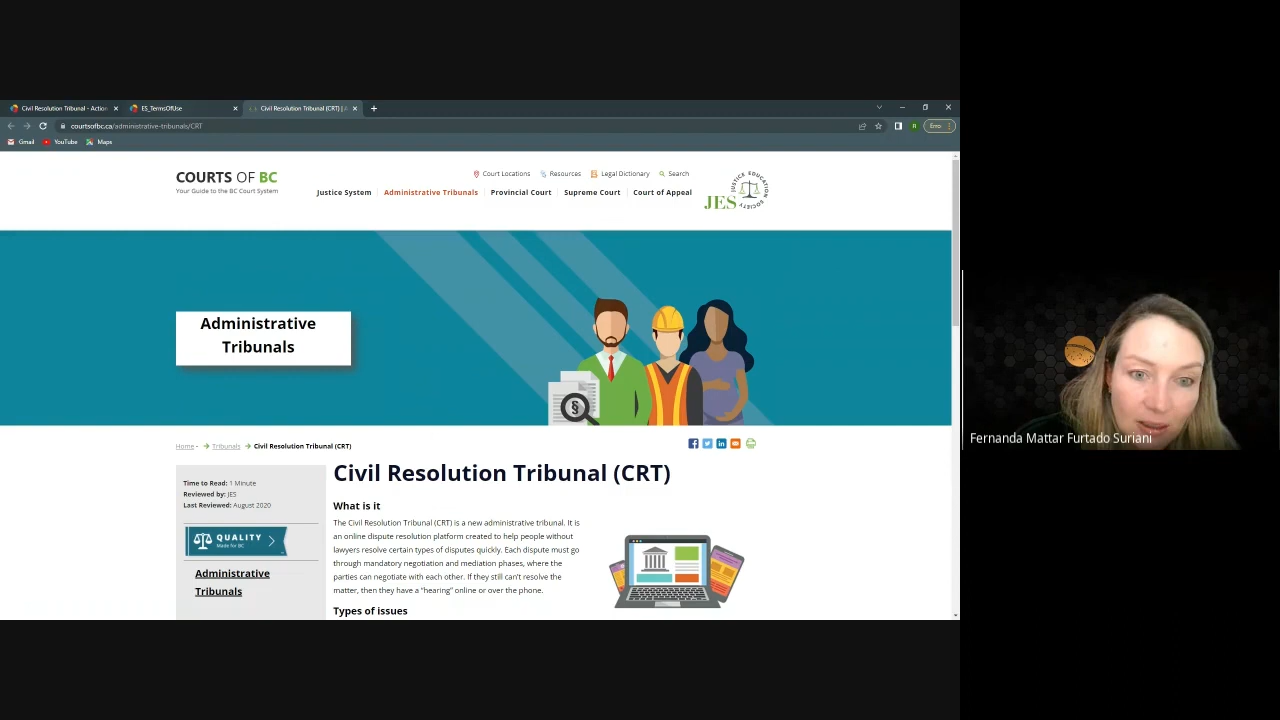 Civil Resolution Tribunal - Action
ES_TermsOfUse
Civil Resolution Tribunal (CRT) |
courtsofbc.ca/administrative-tribunals/CRT
Erro
Gmail
YouTube
Maps
COURTS OF BC
Your Guide to the BC Court System
Court Locations
Resources
Legal Dictionary
Search
Justice System
Administrative Tribunals
Provincial Court
Supreme Court
Court of Appeal
JES
JUSTICE EDUCATION SOCIETY
Administrative
Tribunals
§
Home - Tribunals Civil Resolution Tribunal (CRT)
Time to Read: 1 Minute
Reviewed by: JES
Last Reviewed: August 2020
QUALITY
Made for BC
Administrative
Tribunals
Civil Resolution Tribunal (CRT)
What is it
The Civil Resolution Tribunal (CRT) is a new administrative tribunal. It is
an online dispute resolution platform created to help people without
lawyers resolve certain types of disputes quickly. Each dispute must go
through mandatory negotiation and mediation phases, where the
parties can negotiate with each other. If they still can't resolve the
matter, then they have a “hearing” online or over the phone.
Types of issues
Fernanda Mattar Furtado Suriani